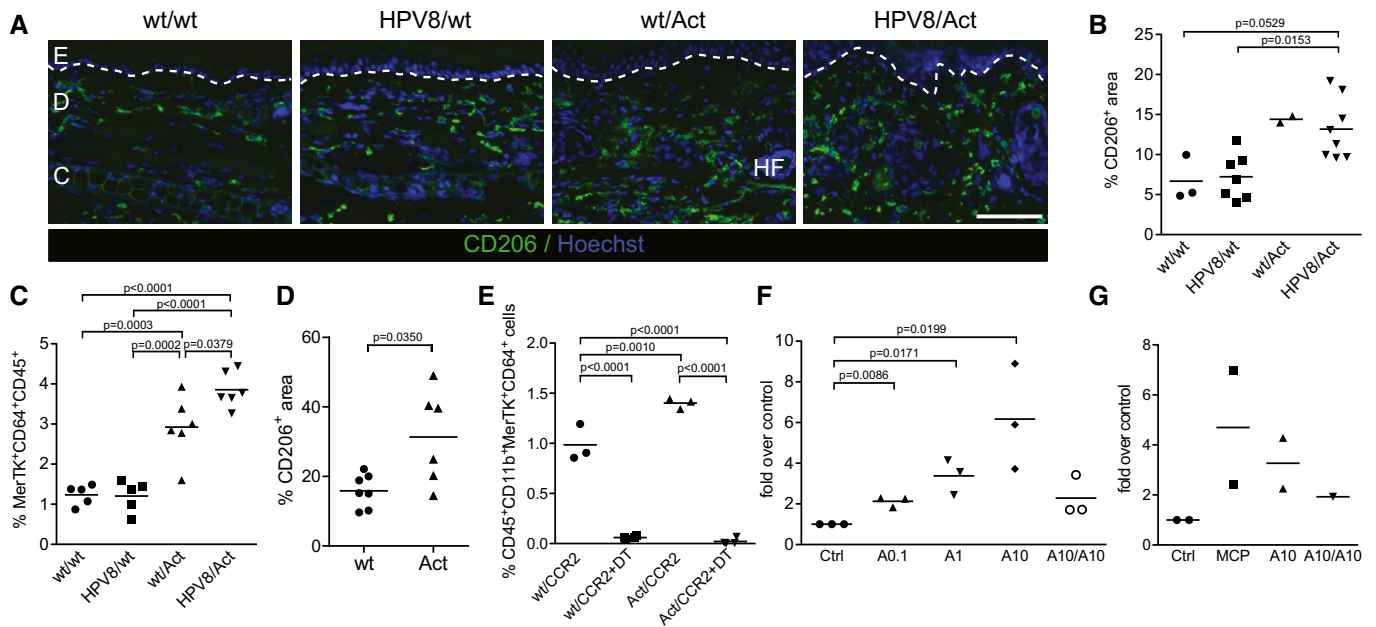 A
wt/wt
HPV8/wt
wt/Act
HPV8/Act
E
D
C
HF
CD206 / Hoechst
B
% CD206⁺ area
25
20
15
10
5
0
p=0.0529
p=0.0153
wt/wt
HPV8/wt
wt/Act
HPV8/Act
C
% MerTK⁺CD64⁺CD45⁺
5
4
3
2
1
0
p<0.0001
p<0.0001
p=0.0003
p=0.0002
p=0.0379
wt/wt
HPV8/wt
wt/Act
HPV8/Act
D
% CD206⁺ area
60
40
20
0
p=0.0350
wt
Act
E
% CD45⁺CD11b⁺MerTK⁺CD64⁺ cells
2.0
1.5
1.0
0.5
0.0
p<0.0001
p=0.0010
p<0.0001
p<0.0001
wt/CCR2
wt/CCR2+DT
Act/CCR2
Act/CCR2+DT
F
fold over control
10
8
6
4
2
0
p=0.0199
p=0.0171
p=0.0086
Ctrl
A0.1
A1
A10
A10/A10
G
fold over control
8
6
4
2
0
Ctrl
MCP
A10
A10/A10